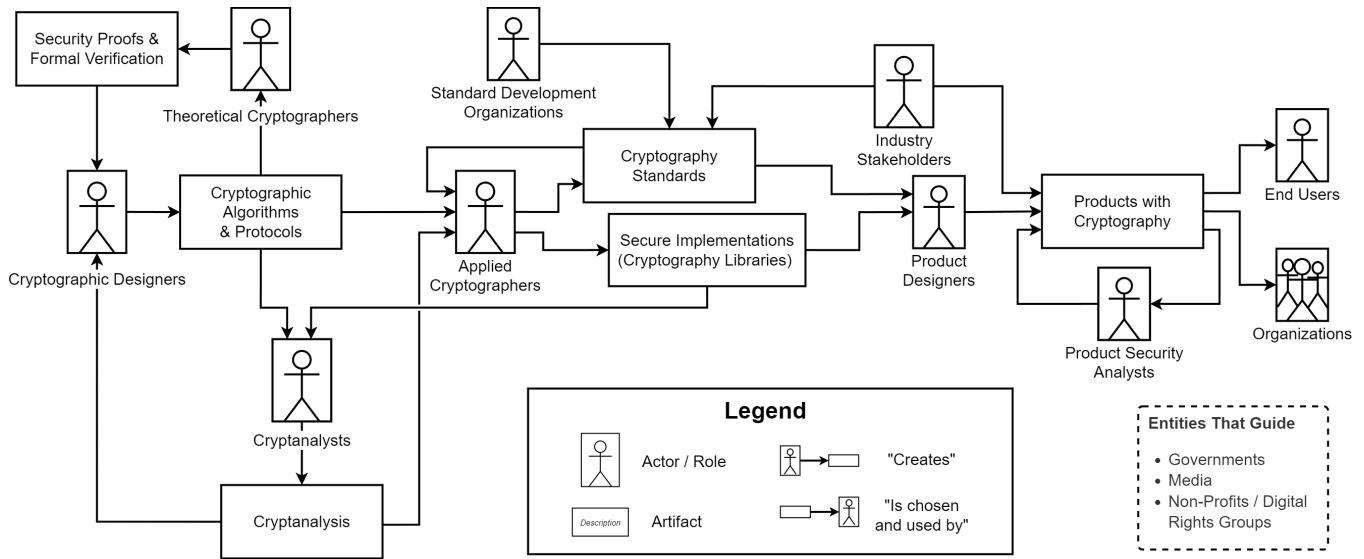 Security Proofs &
Formal Verification
Theoretical Cryptographers
Standard Development
Organizations
Industry
Stakeholders
Cryptography
Standards
End Users
Cryptographic
Algorithms
& Protocols
Products with
Cryptography
Cryptographic Designers
Applied
Cryptographers
Secure Implementations
(Cryptography Libraries)
Product
Designers
Organizations
Product Security
Analysts
Cryptanalysts
Cryptanalysis
Legend
Actor / Role
"Creates"
Description
Artifact
"Is chosen
and used by"
Entities That Guide
• Governments
• Media
• Non-Profits / Digital
Rights Groups